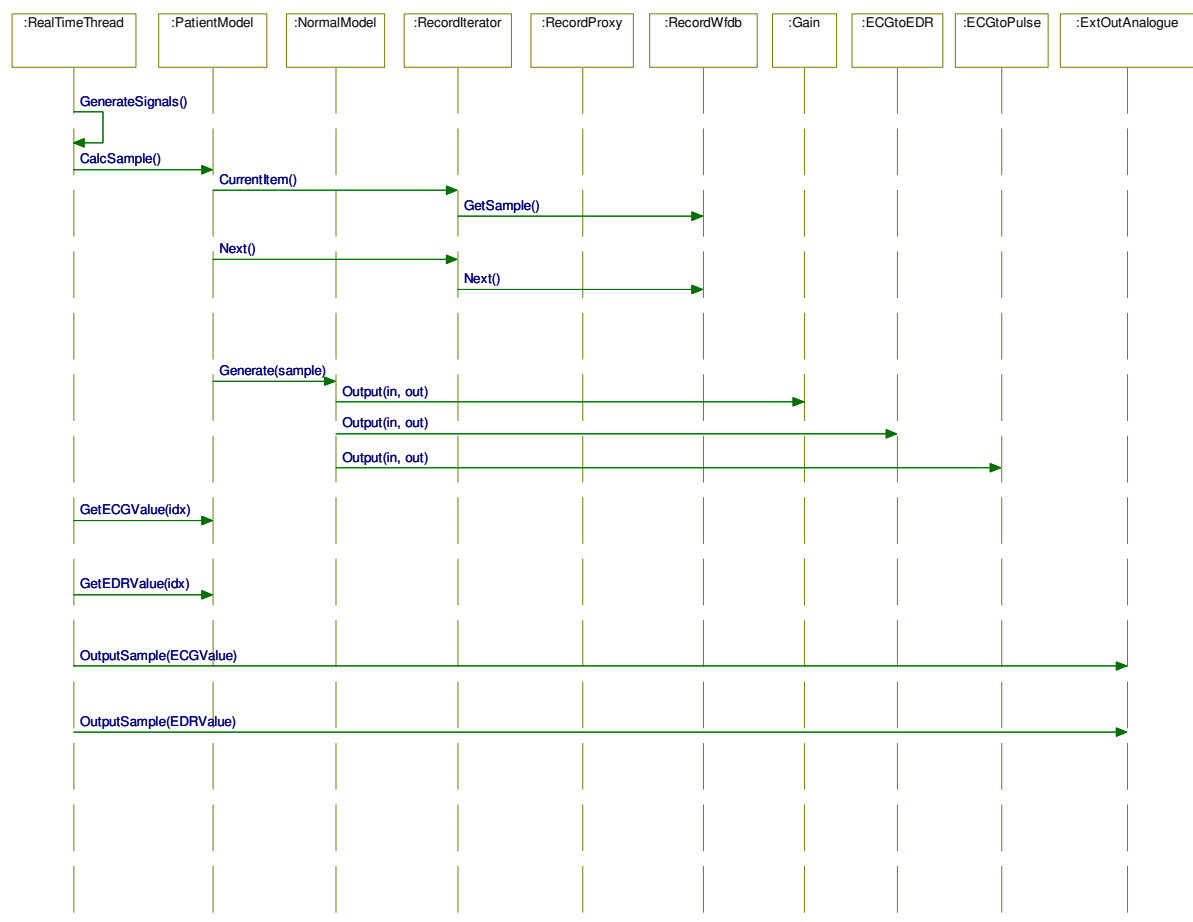 :RealTimeThread
:PatientModel
:NormalModel
:RecordIterator
:RecordProxy
:RecordWfdb
:Gain
:ECGtoEDR
:ECGtoPulse
:ExtOutAnalogue
GenerateSignals()
CalcSample()
CurrentItem()
GetSample()
Next()
Next()
Generate(sample)
Output(in, out)
Output(in, out)
Output(in, out)
GetECGValue(idx)
GetEDRValue(idx)
OutputSample(ECGValue)
OutputSample(EDRValue)